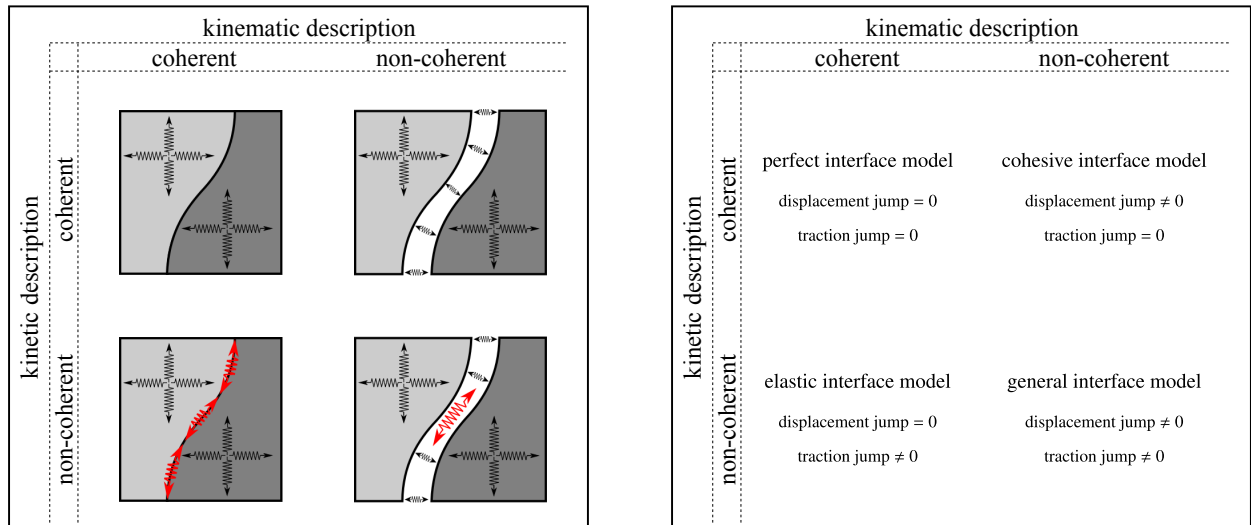 kinematic description
coherent non-coherent
kinetic description
coherent
non-coherent
kinematic description
coherent non-coherent
kinetic description
coherent
perfect interface model
displacement jump = 0
traction jump = 0
cohesive interface model
displacement jump ≠ 0
traction jump = 0
non-coherent
elastic interface model
displacement jump = 0
traction jump ≠ 0
general interface model
displacement jump ≠ 0
traction jump ≠ 0